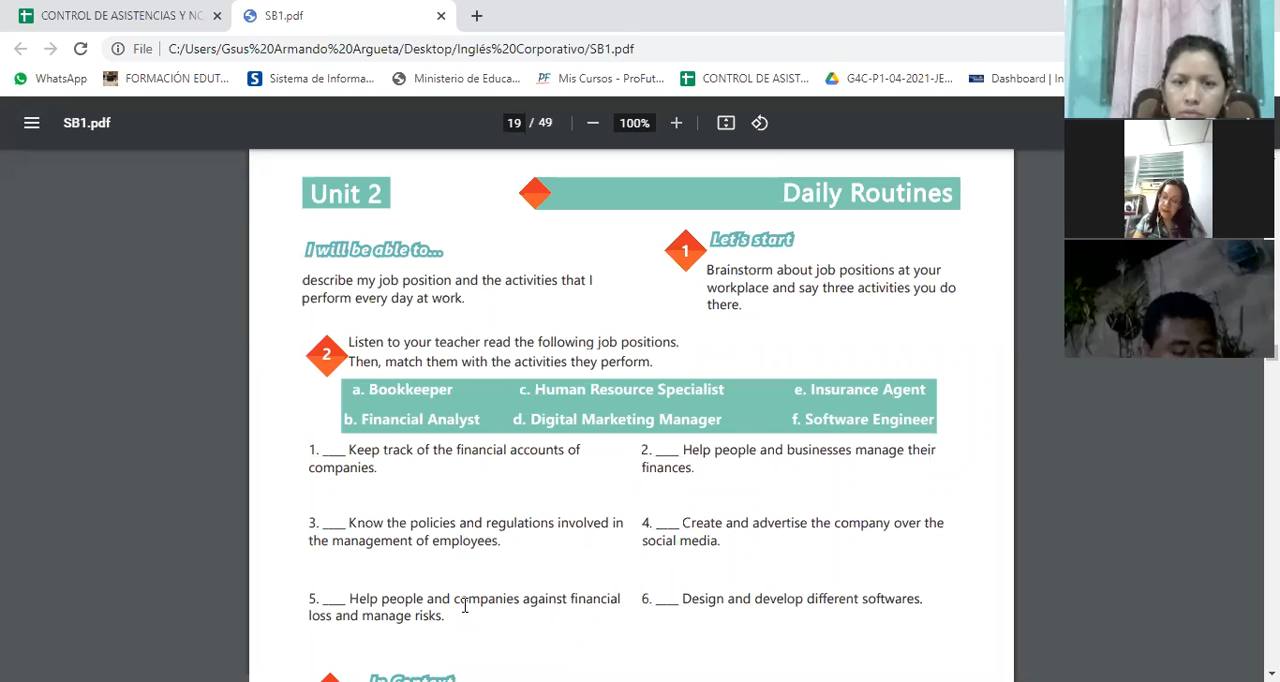 CONTROL DE ASISTENCIAS Y NO
SB1.pdf
File
C:/Users/Gsus%20Armando%20Argueta/Desktop/Inglés%20Corporativo/SB1.pdf
WhatsApp
FORMACIÓN EDUT...
Sistema de Informa...
Ministerio de Educa...
PF Mis Cursos - ProFut...
CONTROL DE ASIST...
G4C-P1-04-2021-JE...
Dashboard | In
SB1.pdf
19 / 49
100%
Unit 2
Daily Routines
I will be able to...
describe my job position and the activities that I
perform every day at work.
1
Let's start
Brainstorm about job positions at your
workplace and say three activities you do
there.
2
Listen to your teacher read the following job positions.
Then, match them with the activities they perform.
a. Bookkeeper c. Human Resource Specialist e. Insurance Agent
b. Financial Analyst d. Digital Marketing Manager f. Software Engineer
1. ___ Keep track of the financial accounts of
companies.
2. ___ Help people and businesses manage their
finances.
3. ___ Know the policies and regulations involved in
the management of employees.
4. ___ Create and advertise the company over the
social media.
5. ___ Help people and companies against financial
loss and manage risks.
6. ___ Design and develop different softwares.
In Context